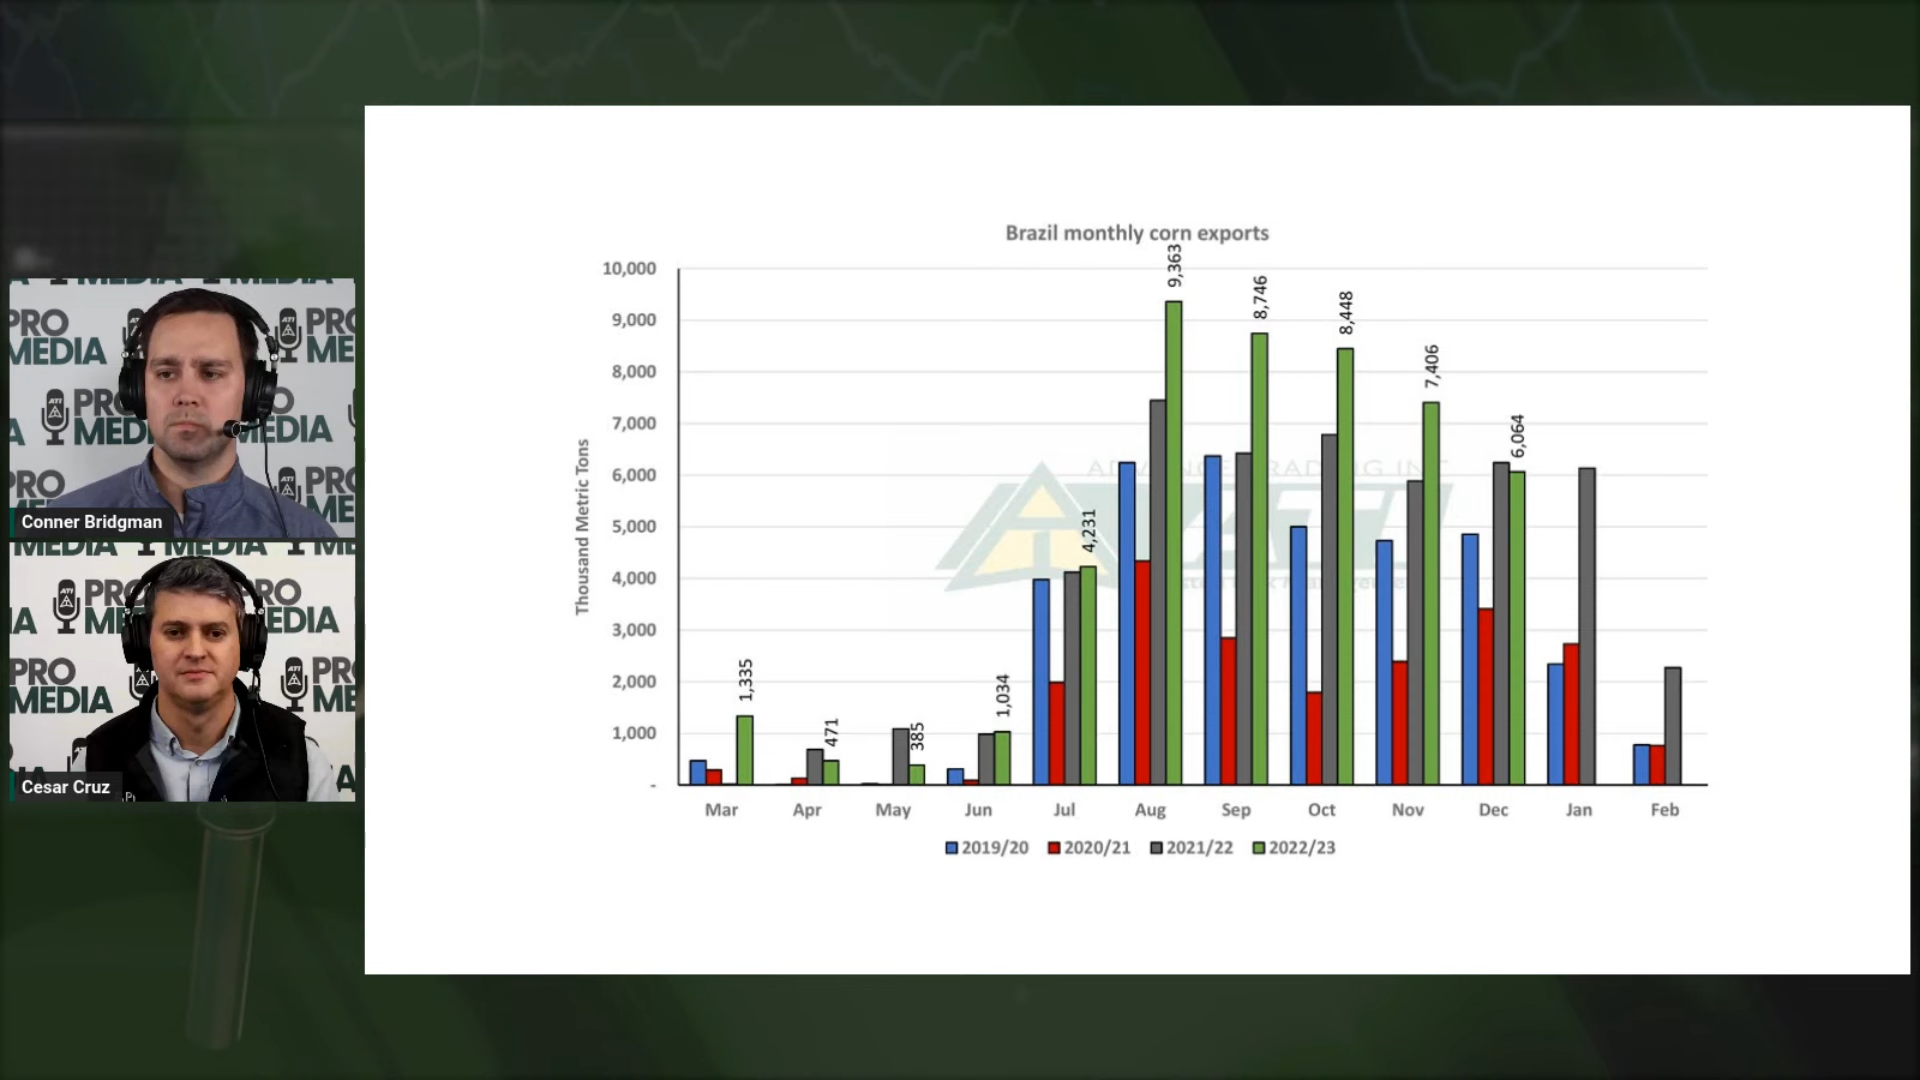 Brazil monthly corn exports
Thousand Metric Tons
10,000
9,000
8,000
7,000
6,000
5,000
4,000
3,000
2,000
1,000
-
1,335
471
385
1,034
4,231
9,363
8,746
8,448
7,406
6,064
Mar Apr May Jun Jul Aug Sep Oct Nov Dec Jan Feb
2019/20 2020/21 2021/22 2022/23
ATI
PRO
MEDIA
Conner Bridgman
PRO
MEDIA
Cesar Cruz